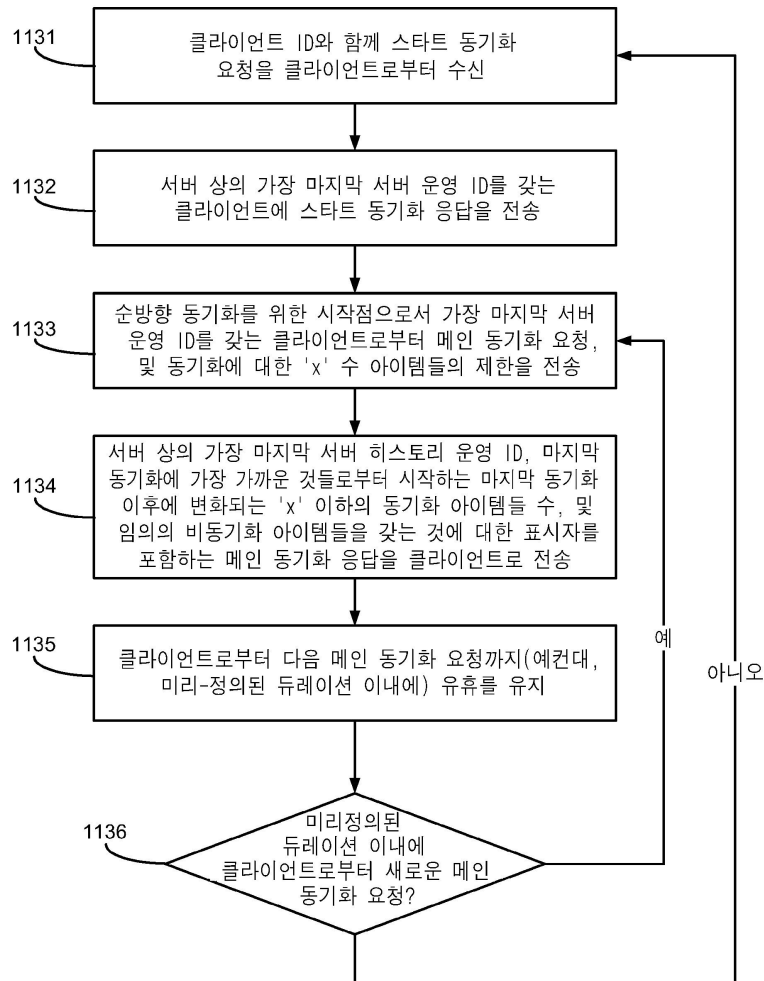 1131
클라이언트 ID와 함께 스타트 동기화
요청을 클라이언트로부터 수신
1132
서버 상의 가장 마지막 서버 운영 ID를 갖는
클라이언트에 스타트 동기화 응답을 전송
1133
순방향 동기화를 위한 시작점으로서 가장 마지막 서버
운영 ID를 갖는 클라이언트로부터 메인 동기화 요청,
및 동기화에 대한 'x' 수 아이템들의 제한을 전송
1134
서버 상의 가장 마지막 서버 히스토리 운영 ID, 마지막
동기화에 가장 가까운 것들로부터 시작하는 마지막 동기화
이후에 변화되는 'x' 이하의 동기화 아이템들 수, 및
임의의 비동기화 아이템들을 갖는 것에 대한 표시자를
포함하는 메인 동기화 응답을 클라이언트로 전송
1135
클라이언트로부터 다음 메인 동기화 요청까지(예컨대,
미리-정의된 듀레이션 이내에) 유휴를 유지
예
아니오
1136
미리정의된
듀레이션 이내에
클라이언트로부터 새로운 메인
동기화 요청?